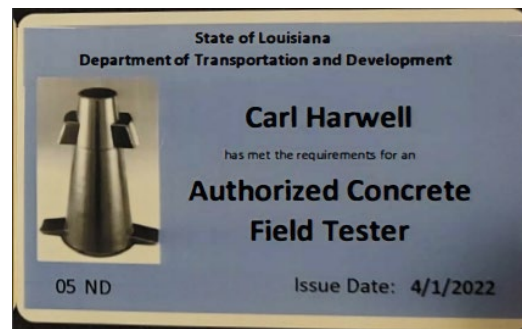 State of Louisiana
Department of Transportation and Development
Carl Harwell
has met the requirements for an
Authorized Concrete
Field Tester
05 ND
Issue Date: 4/1/2022